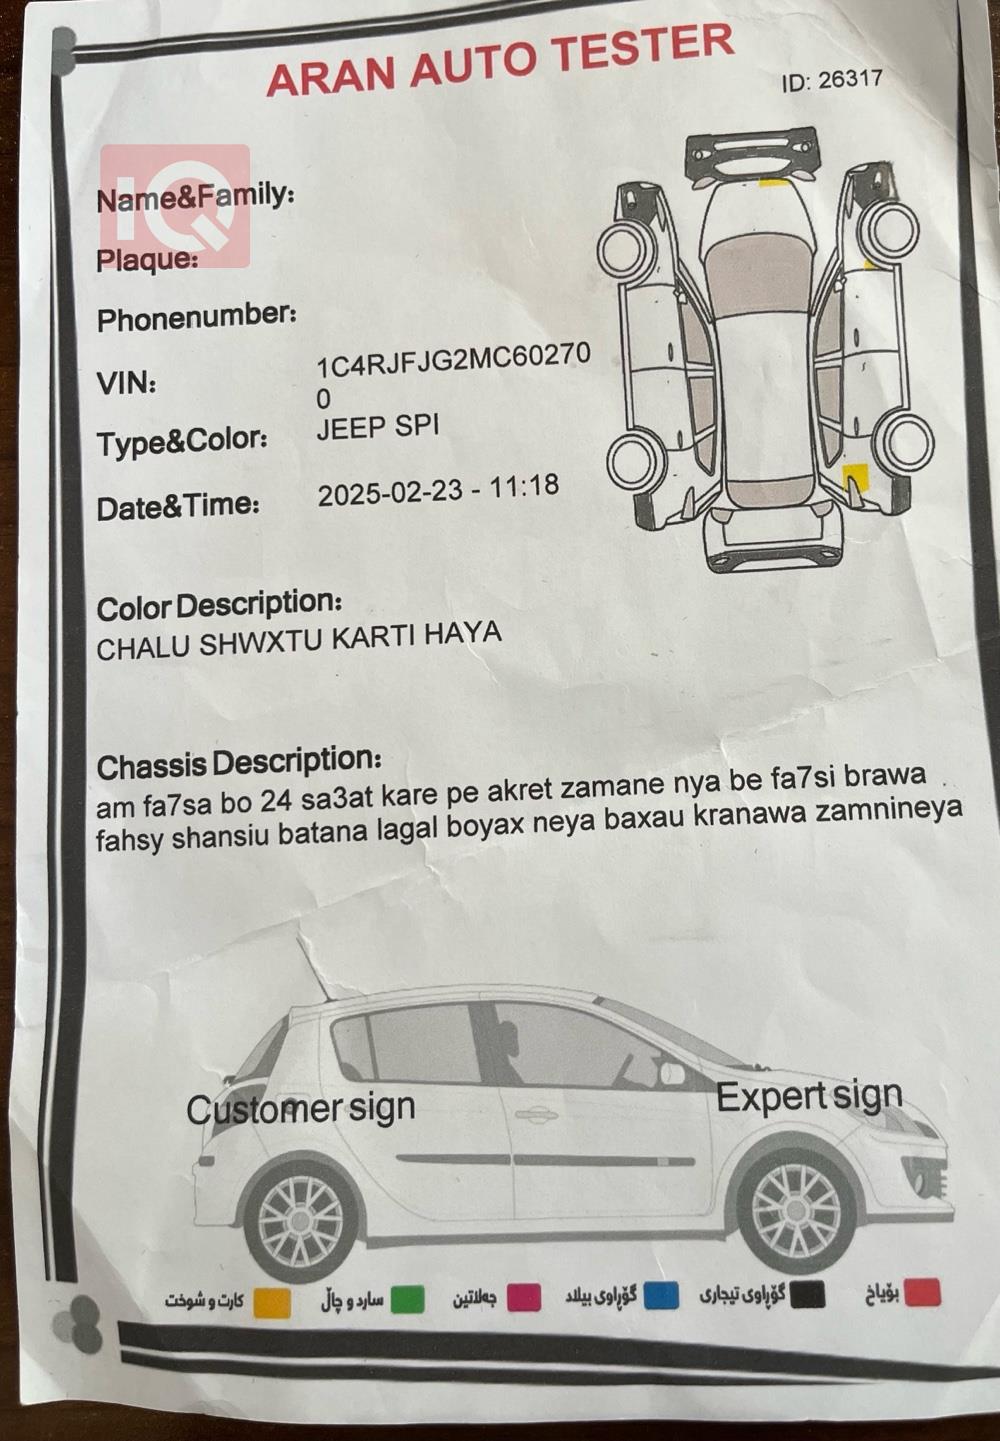 ARAN AUTO TESTER
ID: 26317
IQ
Name&Family:
Plaque:
Phonenumber:
VIN: 1C4RJFJG2MC60270
0
Type&Color: JEEP SPI
Date&Time: 2025-02-23 - 11:18
Color Description:
CHALU SHWXTU KARTI HAYA
Chassis Description:
am fa7sa bo 24 sa3at kare pe akret zamane nya be fa7si brawa
fahsy shansiu batana lagal boyax neya baxau kranawa zamnineya
Customer sign
Expert sign
بۆیاخ
گۆڕاوی تیجاری
گۆڕاوی بیلاد
جەلاتین
سارد و چاڵ
کارت و شوخت